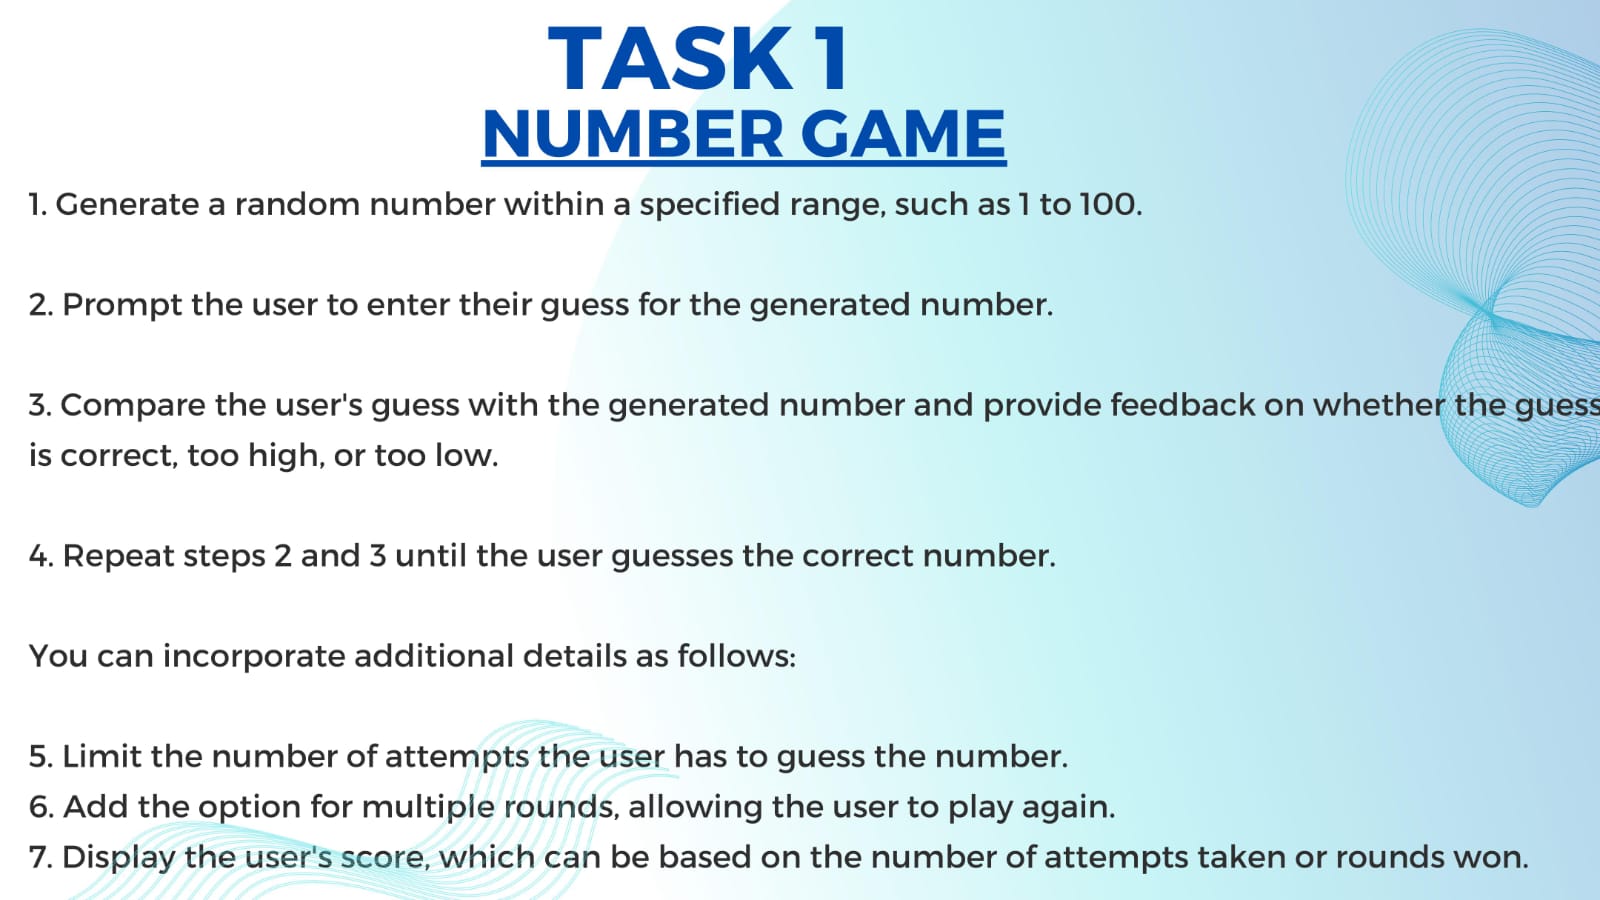 TASK 1
NUMBER GAME
1. Generate a random number within a specified range, such as 1 to 100.
2. Prompt the user to enter their guess for the generated number.
3. Compare the user's guess with the generated number and provide feedback on whether the guess
is correct, too high, or too low.
4. Repeat steps 2 and 3 until the user guesses the correct number.
You can incorporate additional details as follows:
5. Limit the number of attempts the user has to guess the number.
6. Add the option for multiple rounds, allowing the user to play again.
7. Display the user's score, which can be based on the number of attempts taken or rounds won.